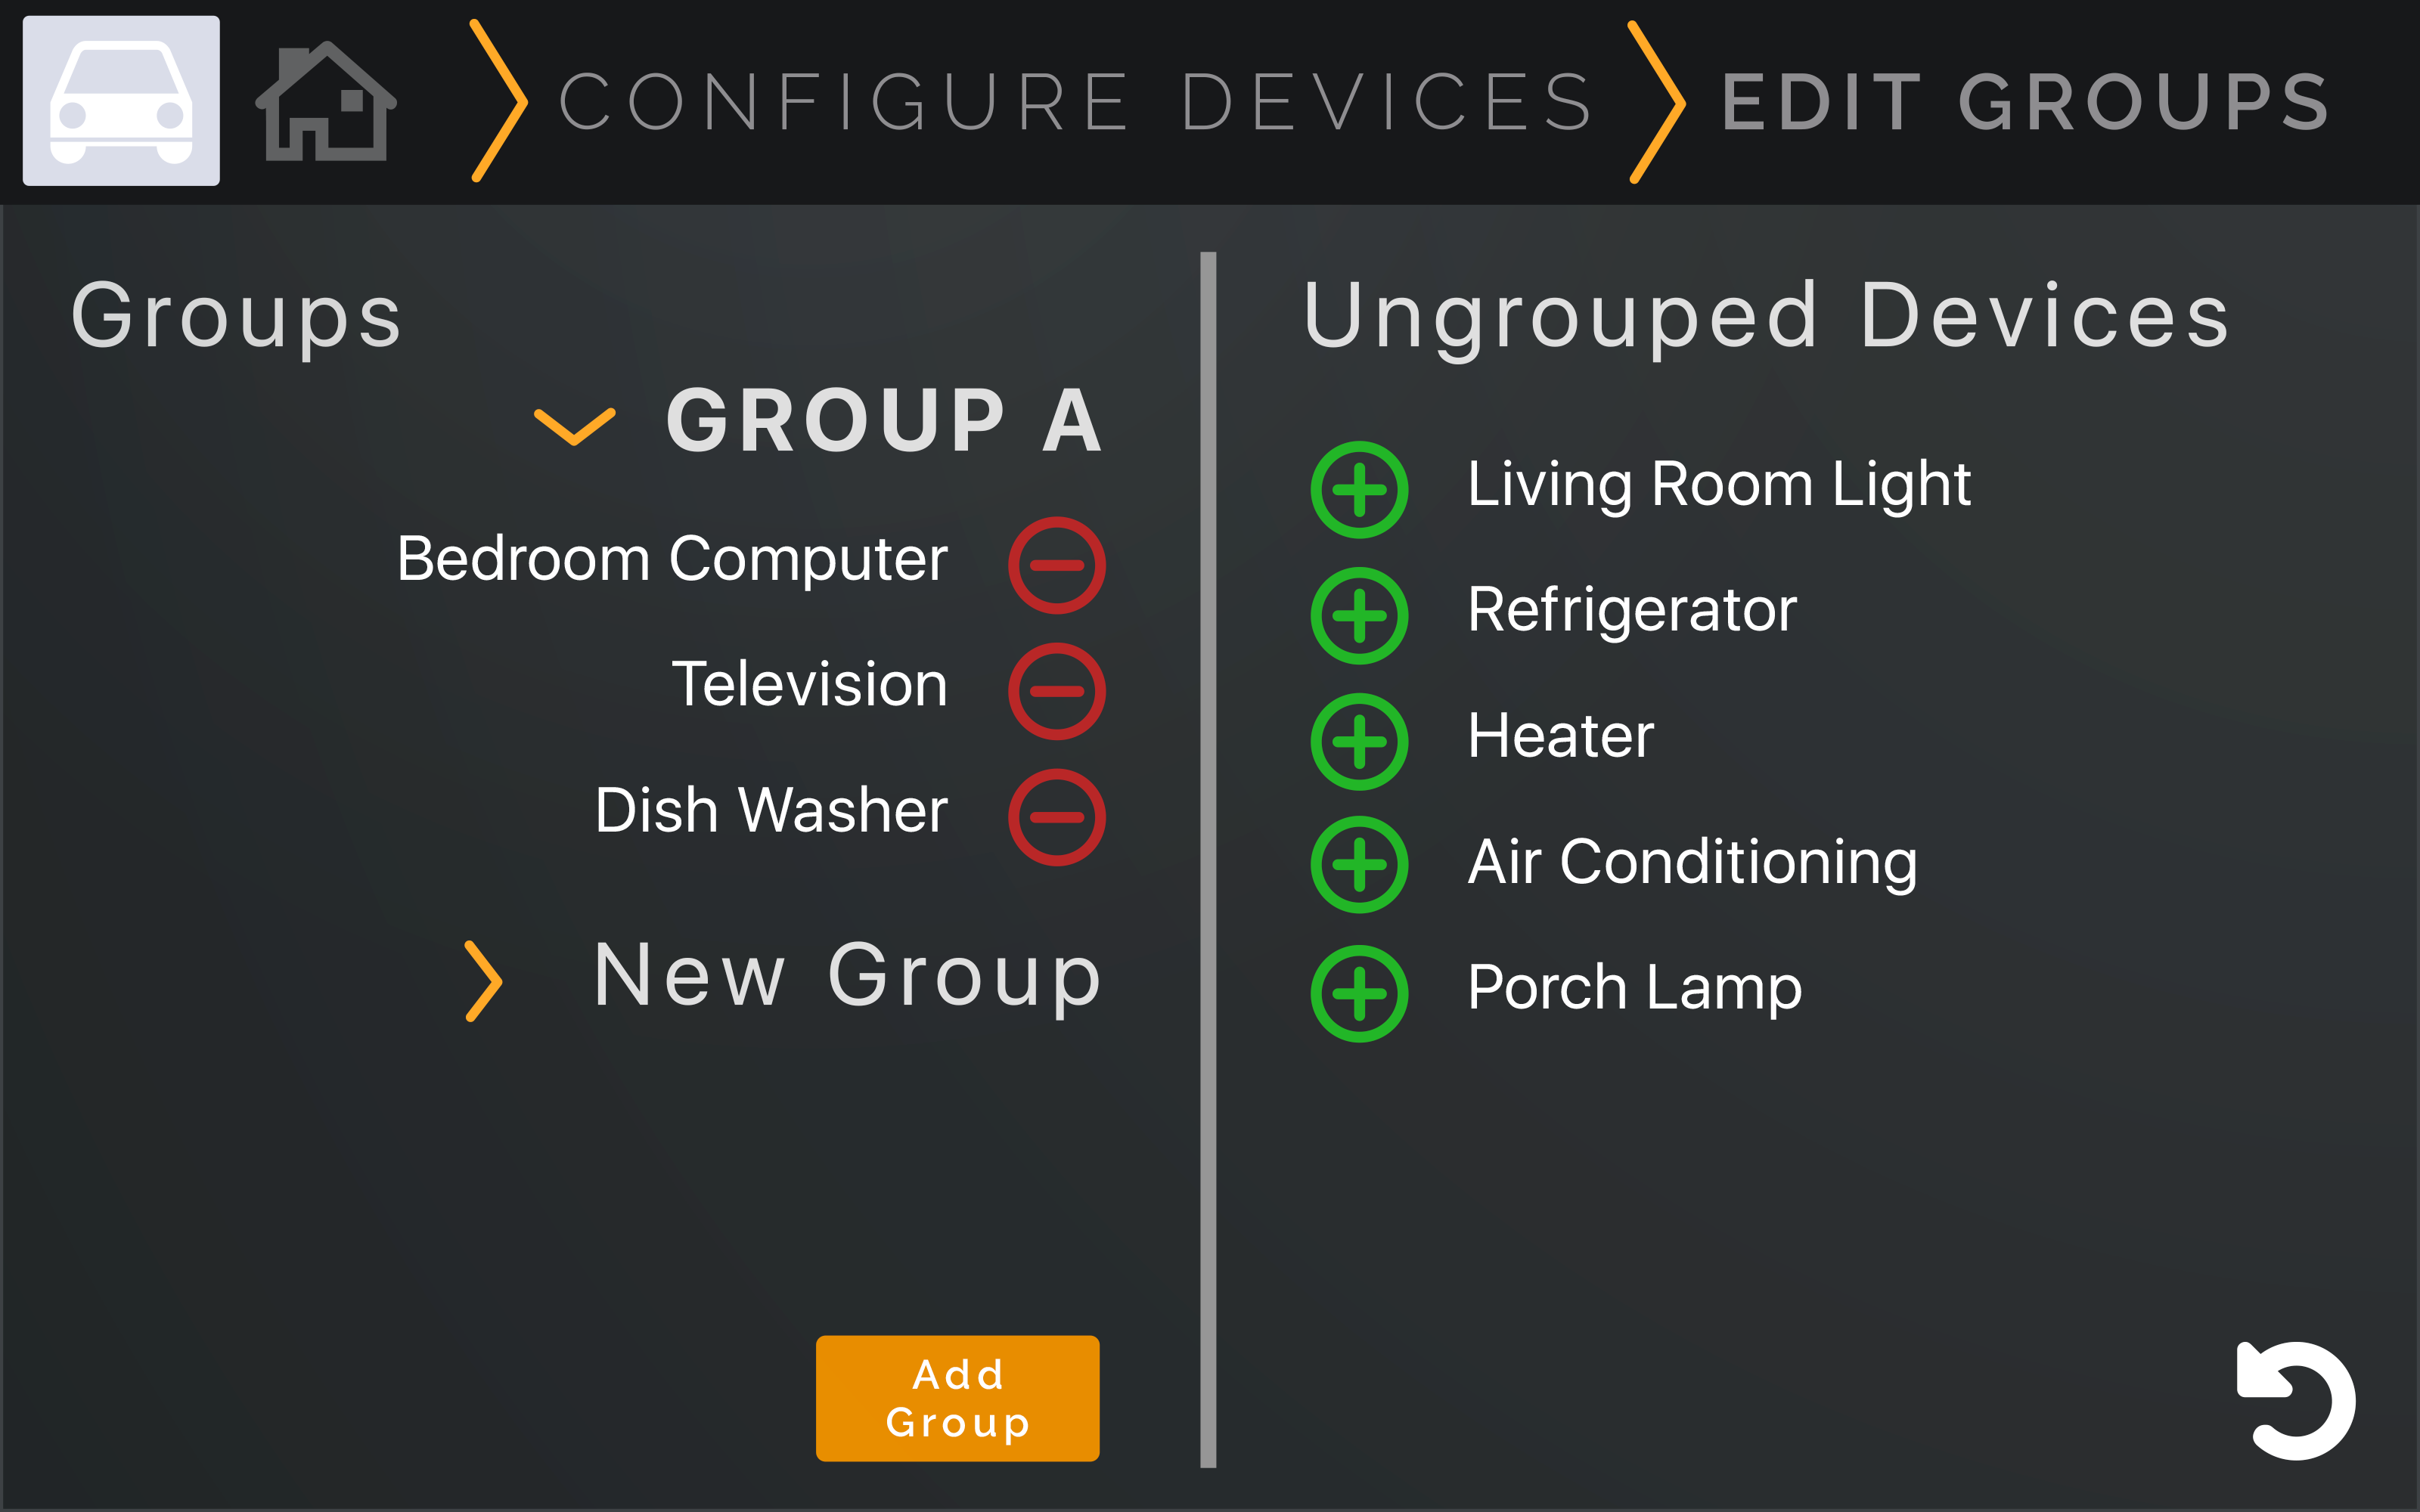 CONFIGURE DEVICES
EDIT GROUPS
Groups
GROUP A
Bedroom Computer
Television
Dish Washer
New Group
Add
Group
Ungrouped Devices
Living Room Light
Refrigerator
Heater
Air Conditioning
Porch Lamp